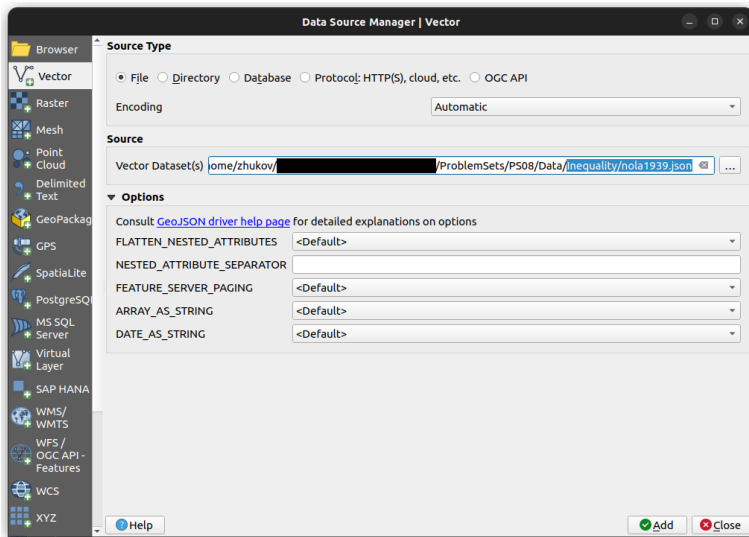 Data Source Manager | Vector
Browser
Vector
Raster
Mesh
Point
Cloud
Delimited
Text
GeoPackag
GPS
SpatiaLite
PostgreSQL
MS SQL
Server
Virtual
Layer
SAP HANA
WMS/
WMTS
WFS /
OGC API -
Features
WCS
XYZ
Source Type
File Directory Database Protocol: HTTP(S), cloud, etc. OGC API
Encoding Automatic
Source
Vector Dataset(s) ome/zhukov/ /ProblemSets/PS08/Data/Inequality/nola1939.json ...
Options
Consult GeoJSON driver help page for detailed explanations on options
FLATTEN_NESTED_ATTRIBUTES <Default>
NESTED_ATTRIBUTE_SEPARATOR
FEATURE_SERVER_PAGING <Default>
ARRAY_AS_STRING <Default>
DATE_AS_STRING <Default>
Help Add Close